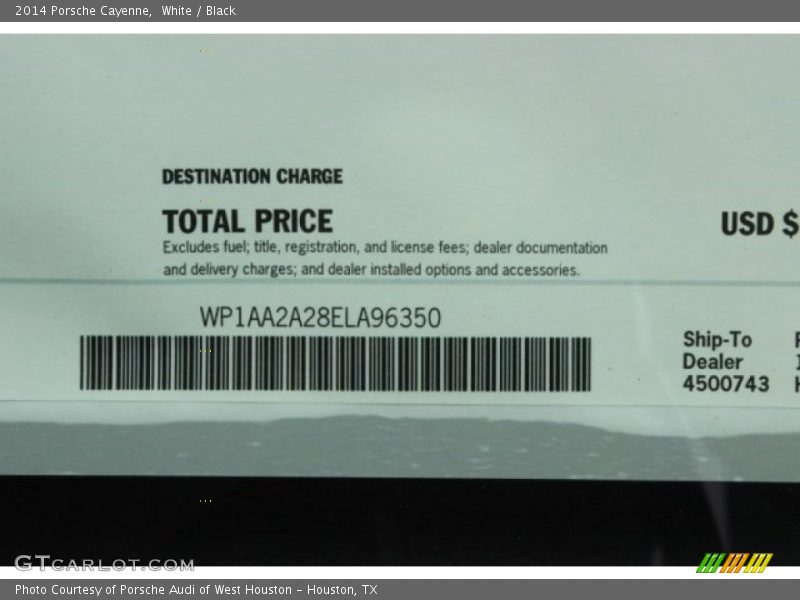 2014 Porsche Cayenne, White / Black
DESTINATION CHARGE
TOTAL PRICE USD $
Excludes fuel; title, registration, and license fees; dealer documentation
and delivery charges; and dealer installed options and accessories.
WP1AA2A28ELA96350
Ship-To
Dealer
4500743
GTCARLOT.COM
Photo Courtesy of Porsche Audi of West Houston - Houston, TX